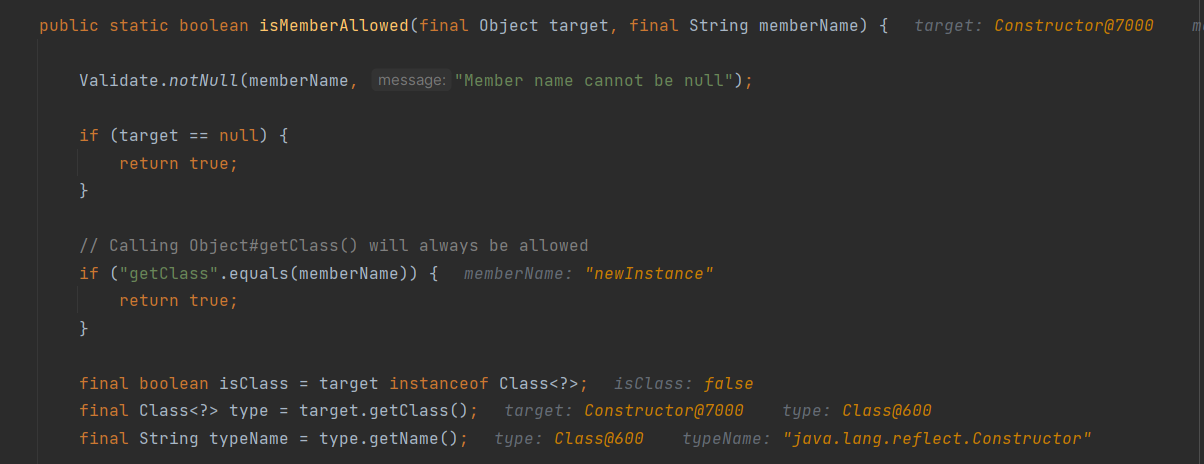 public static boolean isMemberAllowed(final Object target, final String memberName) { target: Constructor@7000
Validate.notNull(memberName, message: "Member name cannot be null");
if (target == null) {
return true;
}
// Calling Object#getClass() will always be allowed
if ("getClass".equals(memberName)) { memberName: "newInstance"
return true;
}
final boolean isClass = target instanceof Class<?>; isClass: false
final Class<?> type = target.getClass(); target: Constructor@7000 type: Class@600
final String typeName = type.getName(); type: Class@600 typeName: "java.lang.reflect.Constructor"